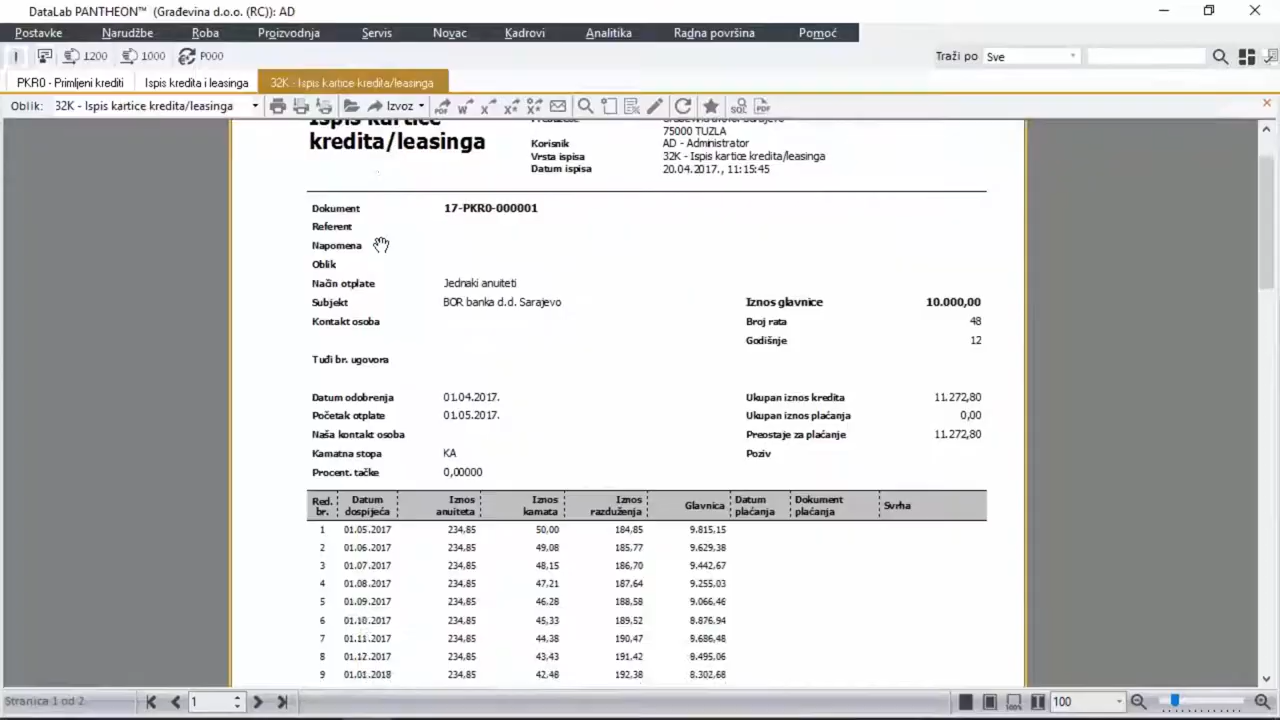 DataLab PANTHEON™ (Građevina d.o.o. (RC)): AD
Postavke Narudžbe Roba Proizvodnja Servis Novac Kadrovi Analitika Radna površina Pomoć
1200 1000 P000 Traži po Sve
PKR0 - Primljeni krediti Ispis kredita i leasinga 32K - Ispis kartice kredita/leasinga
Oblik: 32K - Ispis kartice kredita/leasinga Izvoz
Ispis kartice
kredita/leasinga
75000 TUZLA
Korisnik AD - Administrator
Vrsta ispisa 32K - Ispis kartice kredita/leasinga
Datum ispisa 20.04.2017., 11:15:45
Dokument 17-PKR0-000001
Referent
Napomena
Oblik
Način otplate Jednaki anuiteti
Subjekt BOR banka d.d. Sarajevo Iznos glavnice 10.000,00
Kontakt osoba Broj rata 48
Godišnje 12
Tuđi br. ugovora
Datum odobrenja 01.04.2017. Ukupan iznos kredita 11.272,80
Početak otplate 01.05.2017. Ukupan iznos plaćanja 0,00
Naša kontakt osoba Preostaje za plaćanje 11.272,80
Kamatna stopa KA Poziv
Procent. tačke 0,00000
Red. br. Datum dospijeća Iznos anuiteta Iznos kamata Iznos razduženja Glavnica Datum plaćanja Dokument plaćanja Svrha
1 01.05.2017 234,85 50,00 184,85 9.815,15
2 01.06.2017 234,85 49,08 185,77 9.629,38
3 01.07.2017 234,85 48,15 186,70 9.442,67
4 01.08.2017 234,85 47,21 187,64 9.255,03
5 01.09.2017 234,85 46,28 188,58 9.066,46
6 01.10.2017 234,85 45,33 189,52 8.876,94
7 01.11.2017 234,85 44,38 190,47 8.686,48
8 01.12.2017 234,85 43,43 191,42 8.495,06
9 01.01.2018 234,85 42,48 192,38 8.302,68
Stranica 1 od 2 1 100